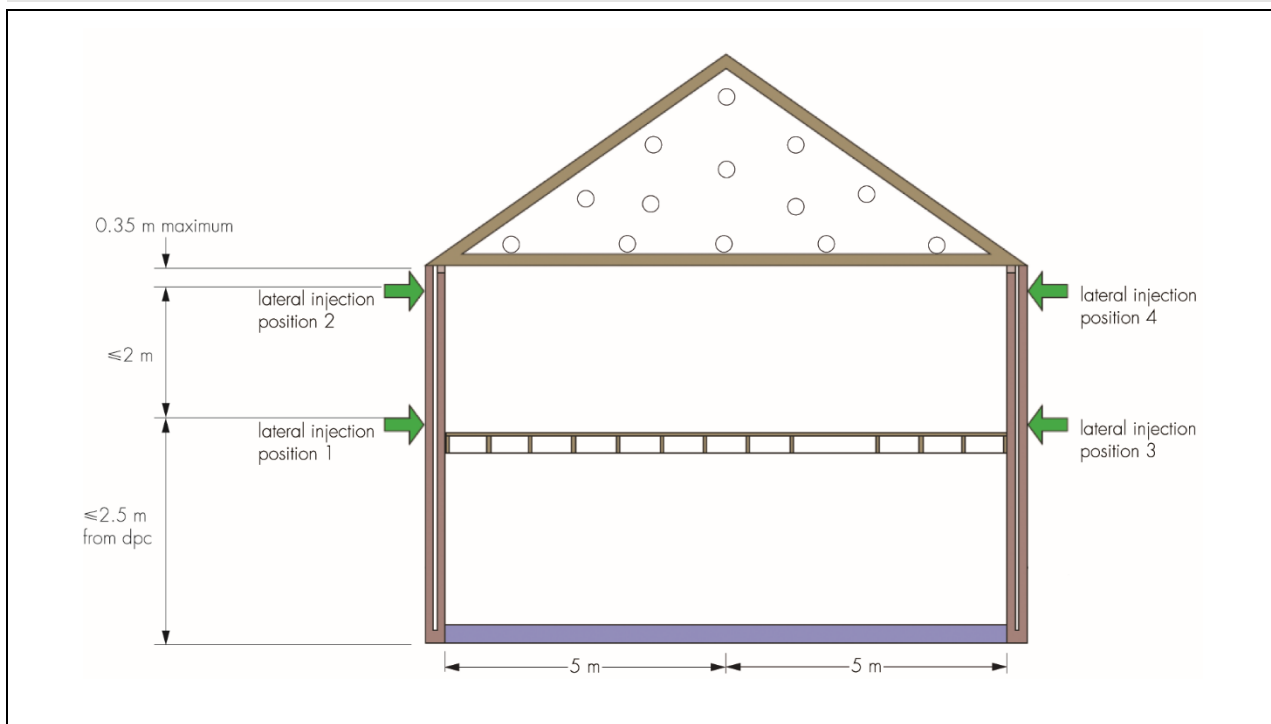 0.35 m maximum
lateral injection
position 2
lateral injection
position 4
≤2 m
lateral injection
position 1
lateral injection
position 3
≤2.5 m
from dpc
5 m
5 m